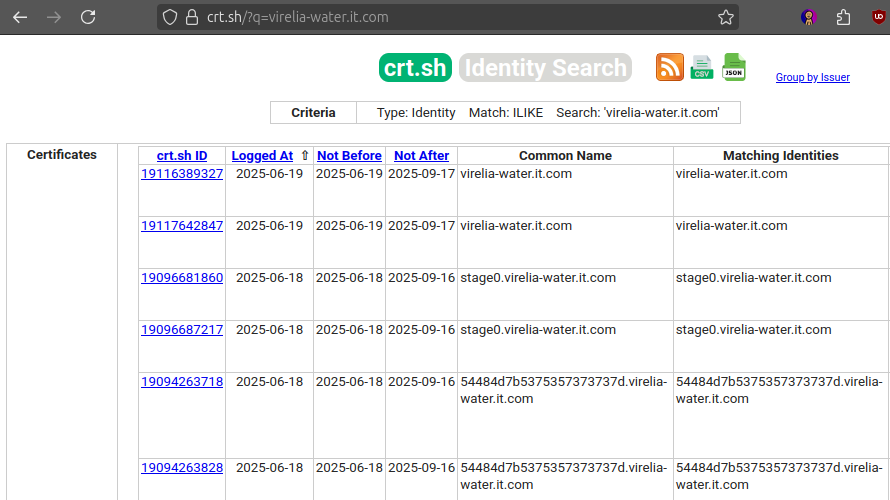 crt.sh/?q=virelia-water.it.com
crt.sh Identity Search
CSV
JSON
Group by Issuer
Criteria Type: Identity Match: ILIKE Search: 'virelia-water.it.com'
Certificates
crt.sh ID Logged At ⇧ Not Before Not After Common Name Matching Identities
19116389327 2025-06-19 2025-06-19 2025-09-17 virelia-water.it.com virelia-water.it.com
19117642847 2025-06-19 2025-06-19 2025-09-17 virelia-water.it.com virelia-water.it.com
19096681860 2025-06-18 2025-06-18 2025-09-16 stage0.virelia-water.it.com stage0.virelia-water.it.com
19096687217 2025-06-18 2025-06-18 2025-09-16 stage0.virelia-water.it.com stage0.virelia-water.it.com
19094263718 2025-06-18 2025-06-18 2025-09-16 54484d7b5375357373737d.virelia- 54484d7b5375357373737d.virelia-
water.it.com water.it.com
19094263828 2025-06-18 2025-06-18 2025-09-16 54484d7b5375357373737d.virelia- 54484d7b5375357373737d.virelia-
water.it.com water.it.com